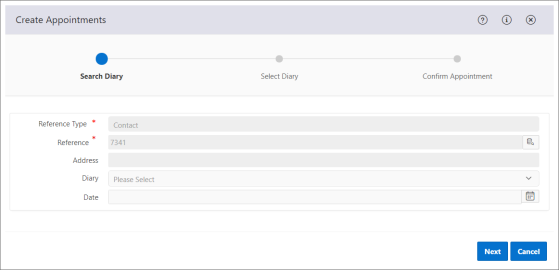 Create Appointments
Search Diary Select Diary Confirm Appointment
Reference Type * Contact
Reference * 7341
Address
Diary Please Select
Date
Next Cancel